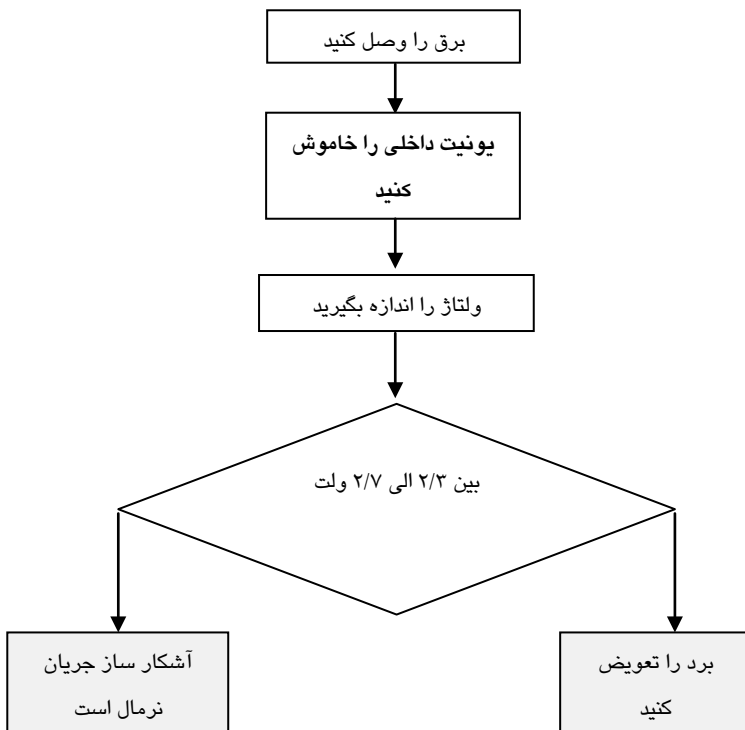 برق را وصل کنید
یونیت داخلی را خاموش
کنید
ولتاژ را اندازه بگیرید
بین ۲/۳ الی ۲/۷ ولت
برد را تعویض
کنید
آشکار ساز جریان
نرمال است